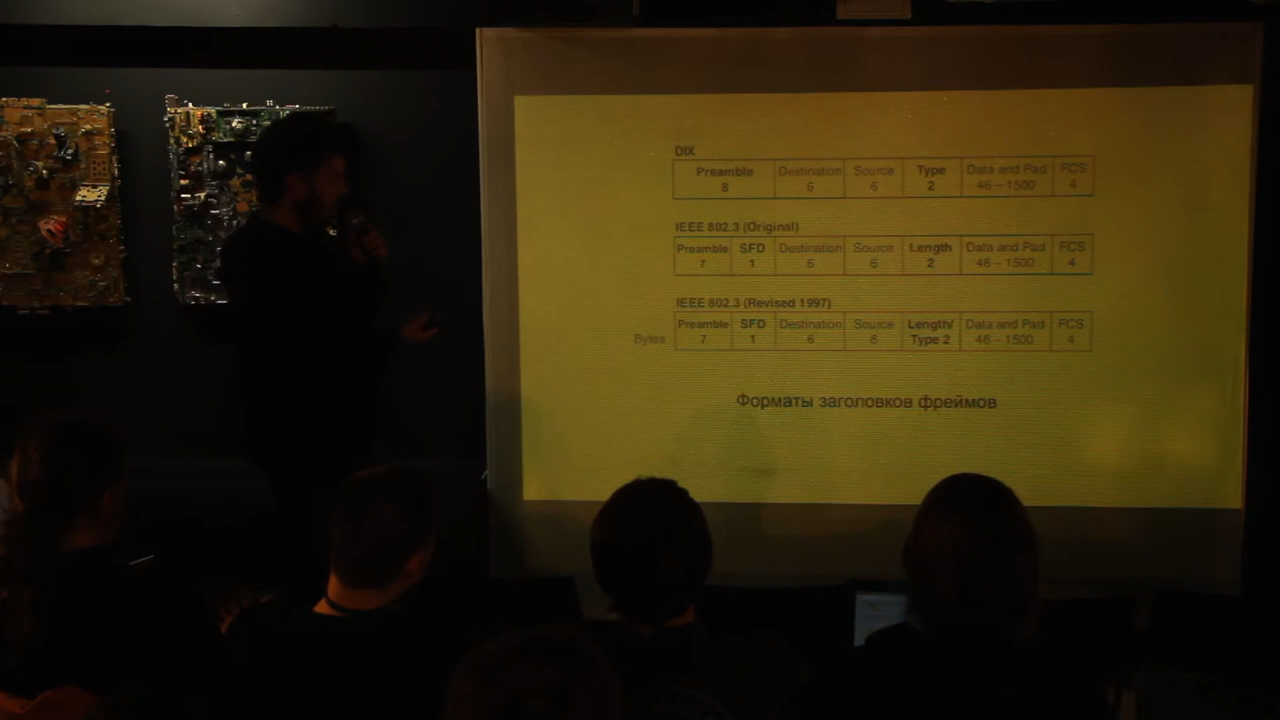 DIX
Preamble Destination Source Type Data and Pad FCS
8 6 6 2 46 – 1500 4
IEEE 802.3 (Original)
Preamble SFD Destination Source Length Data and Pad FCS
7 1 6 6 2 46 – 1500 4
IEEE 802.3 (Revised 1997)
Preamble SFD Destination Source Length/ Data and Pad FCS
Bytes 7 1 6 6 Type 2 46 – 1500 4
Форматы заголовков фреймов